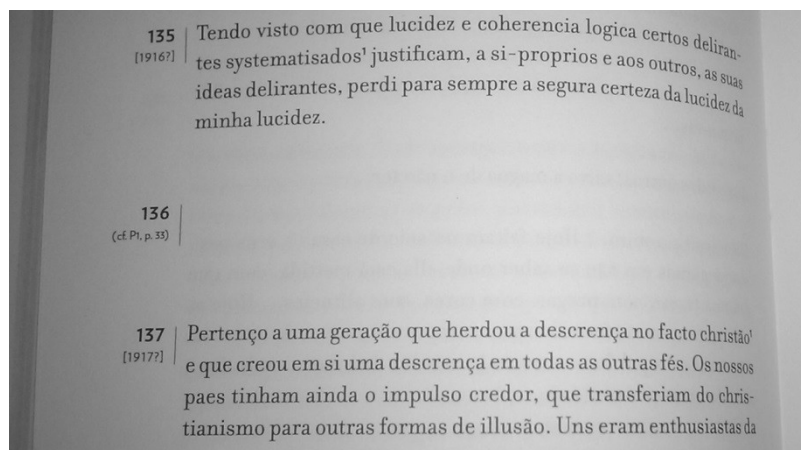 135 Tendo visto com que lucidez e coherencia logica certos deliran-
[1916?] tes systematisados¹ justificam, a si-proprios e aos outros, as suas
ideas delirantes, perdi para sempre a segura certeza da lucidez da
minha lucidez.
136
(cf. P1, p. 33)
137 Pertenço a uma geração que herdou a descrença no facto christão¹
[1917?] e que creou em si uma descrença em todas as outras fés. Os nossos
paes tinham ainda o impulso credor, que transferiam do chris-
tianismo para outras formas de illusão. Uns eram enthusiastas da